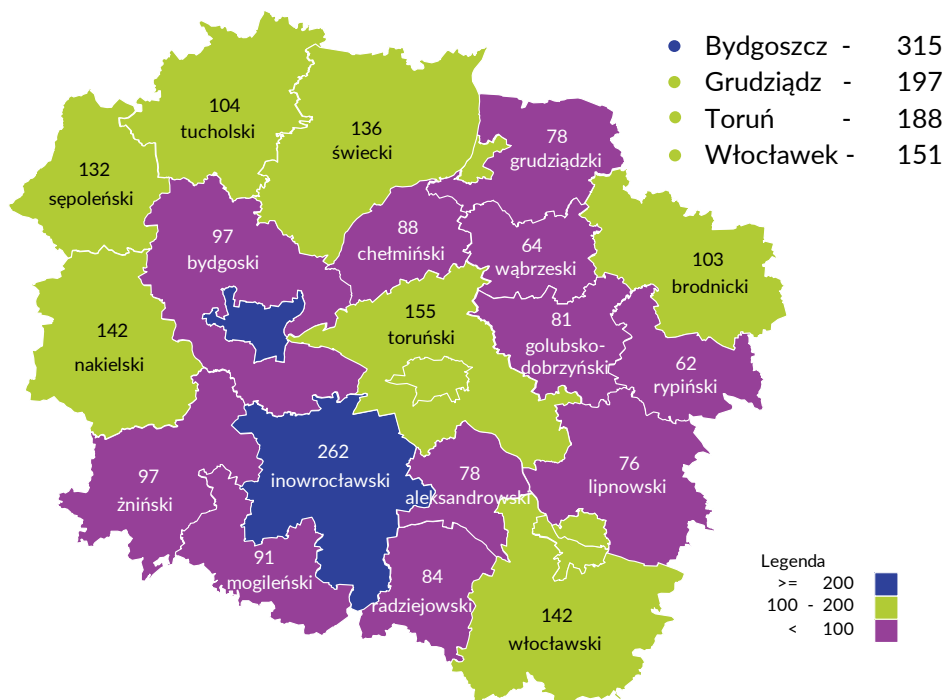 Bydgoszcz - 315
Grudziądz - 197
Toruń - 188
Włocławek - 151
104
tucholski
136
świecki
78
grudziądzki
132
sępoleński
97
bydgoski
88
chełmiński
64
wąbrzeski
103
brodnicki
142
nakielski
155
toruński
81
golubsko-
dobrzyński
62
rypiński
97
żniński
262
inowrocławski
78
aleksandrowski
76
lipnowski
91
mogileński
84
radziejowski
142
włocławski
Legenda
>= 200
100 - 200
< 100